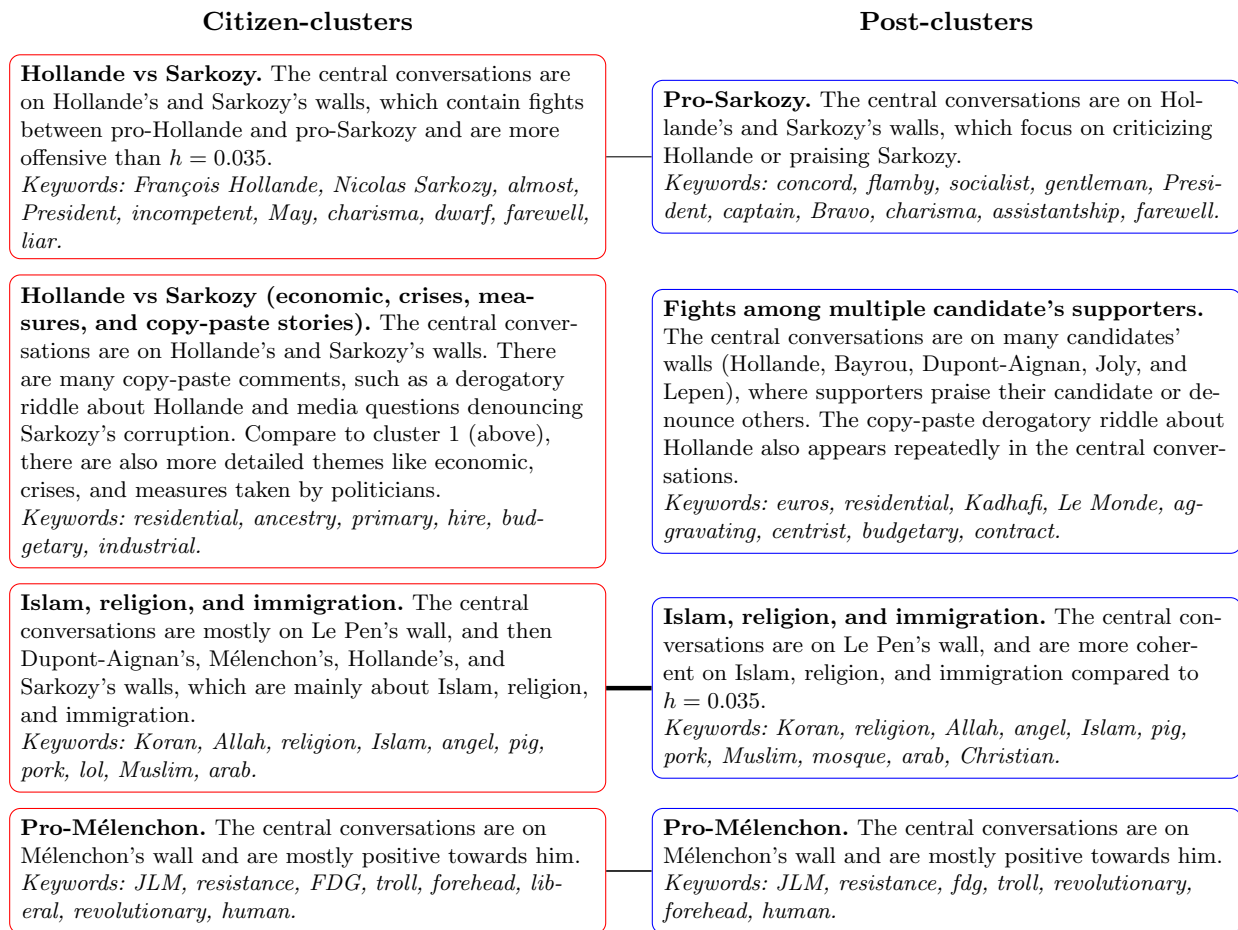 Citizen-clusters
Hollande vs Sarkozy. The central conversations are
on Hollande's and Sarkozy's walls, which contain fights
between pro-Hollande and pro-Sarkozy and are more
offensive than h = 0.035.
Keywords: François Hollande, Nicolas Sarkozy, almost,
President, incompetent, May, charisma, dwarf, farewell,
liar.
Hollande vs Sarkozy (economic, crises, mea-
sures, and copy-paste stories). The central conver-
sations are on Hollande's and Sarkozy's walls. There
are many copy-paste comments, such as a derogatory
riddle about Hollande and media questions denouncing
Sarkozy's corruption. Compare to cluster 1 (above),
there are also more detailed themes like economic,
crises, and measures taken by politicians.
Keywords: residential, ancestry, primary, hire, bud-
getary, industrial.
Islam, religion, and immigration. The central
conversations are mostly on Le Pen's wall, and then
Dupont-Aignan's, Mélenchon's, Hollande's, and
Sarkozy's walls, which are mainly about Islam, religion,
and immigration.
Keywords: Koran, Allah, religion, Islam, angel, pig,
pork, lol, Muslim, arab.
Pro-Mélenchon. The central conversations are on
Mélenchon's wall and are mostly positive towards him.
Keywords: JLM, resistance, FDG, troll, forehead, lib-
eral, revolutionary, human.
Post-clusters
Pro-Sarkozy. The central conversations are on Hol-
lande's and Sarkozy's walls, which focus on criticizing
Hollande or praising Sarkozy.
Keywords: concord, flamby, socialist, gentleman, Presi-
dent, captain, Bravo, charisma, assistantship, farewell.
Fights among multiple candidate's supporters.
The central conversations are on many candidates'
walls (Hollande, Bayrou, Dupont-Aignan, Joly, and
Lepen), where supporters praise their candidate or de-
nounce others. The copy-paste derogatory riddle about
Hollande also appears repeatedly in the central conver-
sations.
Keywords: euros, residential, Kadhafi, Le Monde, ag-
gravating, centrist, budgetary, contract.
Islam, religion, and immigration. The central con-
versations are on Le Pen's wall, and are more coher-
ent on Islam, religion, and immigration compared to
h = 0.035.
Keywords: Koran, religion, Allah, angel, Islam, pig,
pork, Muslim, mosque, arab, Christian.
Pro-Mélenchon. The central conversations are on
Mélenchon's wall and are mostly positive towards him.
Keywords: JLM, resistance, fdg, troll, revolutionary,
forehead, human.